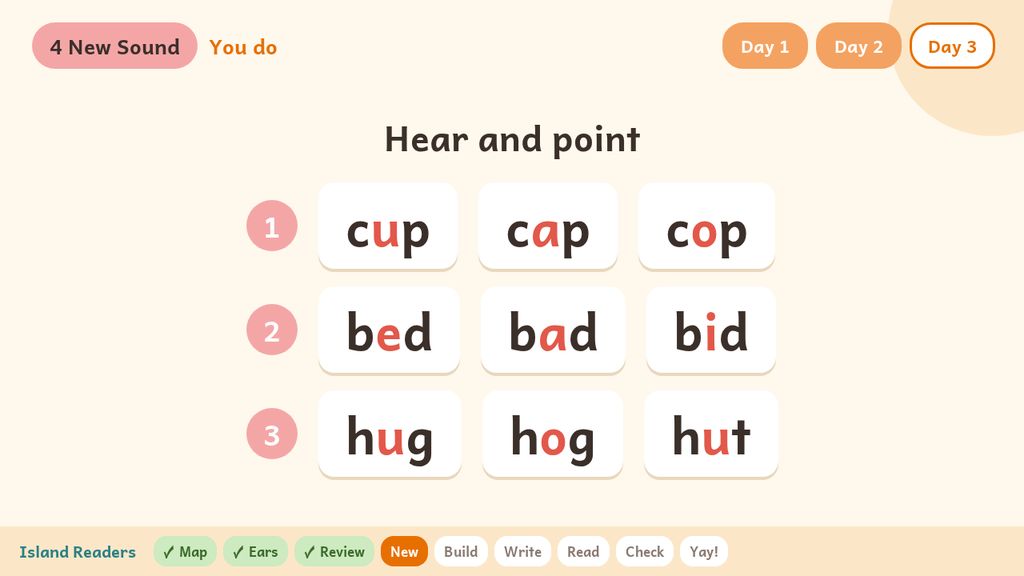 4 New Sound You do Day 1 Day 2 Day 3
Hear and point
1 cup cap cop
2 bed bad bid
3 hug hog hut
Island Readers ✓ Map ✓ Ears ✓ Review New Build Write Read Check Yay!